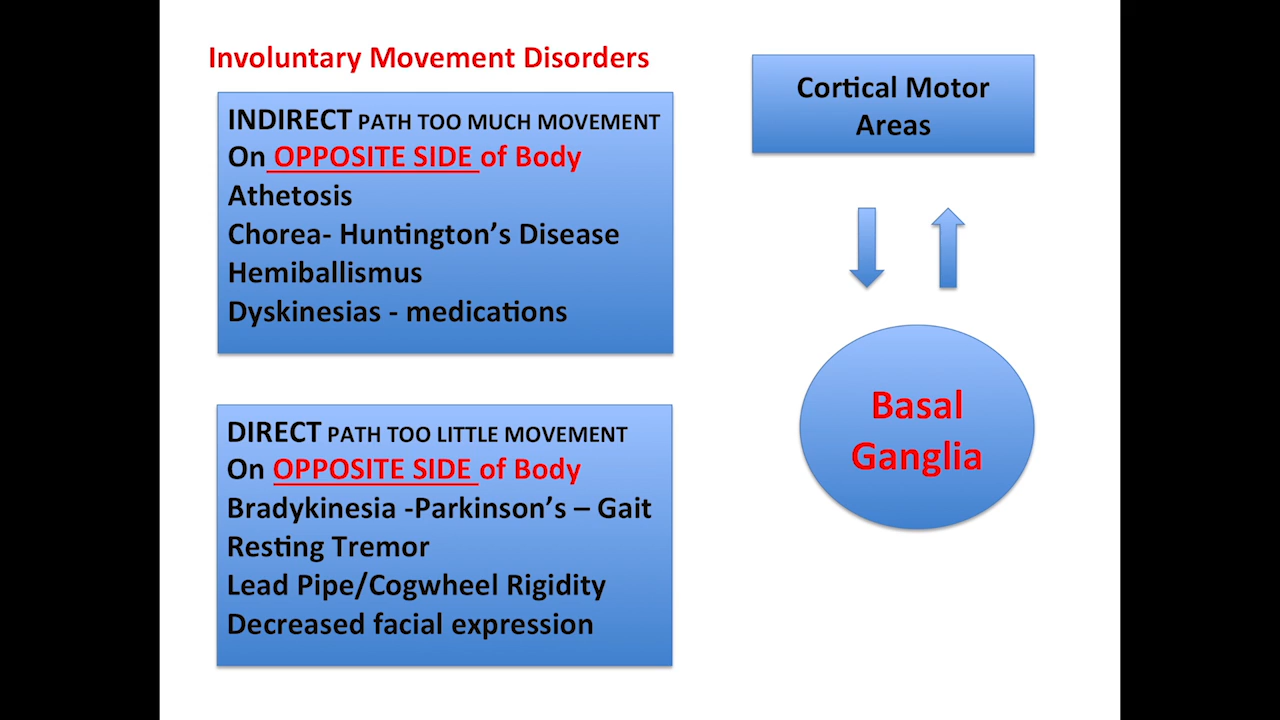 Involuntary Movement Disorders
INDIRECT PATH TOO MUCH MOVEMENT
On OPPOSITE SIDE of Body
Athetosis
Chorea- Huntington’s Disease
Hemiballismus
Dyskinesias - medications
DIRECT PATH TOO LITTLE MOVEMENT
On OPPOSITE SIDE of Body
Bradykinesia -Parkinson’s – Gait
Resting Tremor
Lead Pipe/Cogwheel Rigidity
Decreased facial expression
Cortical Motor
Areas
Basal
Ganglia